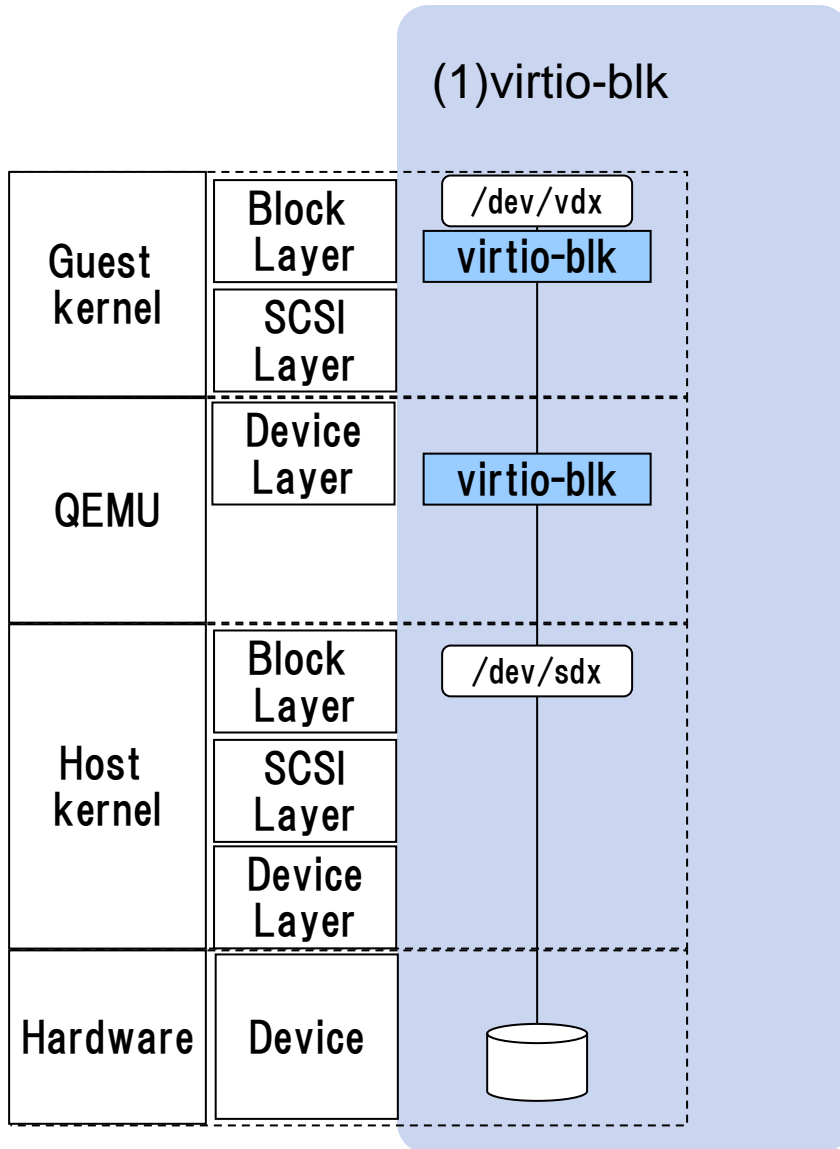 (1)virtio-blk
Guest
kernel
Block
Layer
/dev/vdx
virtio-blk
SCSI
Layer
QEMU
Device
Layer
virtio-blk
Host
kernel
Block
Layer
/dev/sdx
SCSI
Layer
Device
Layer
Hardware
Device